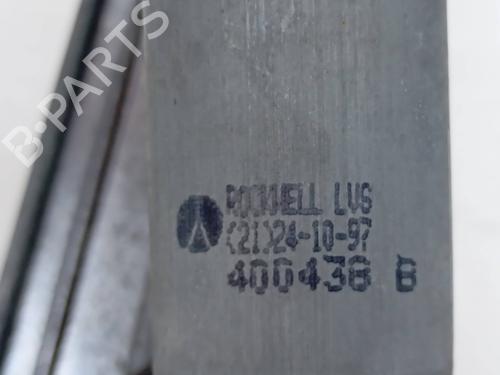 B-PARTS
ROCKWELL LVS
(21)24-10-97
400438 B